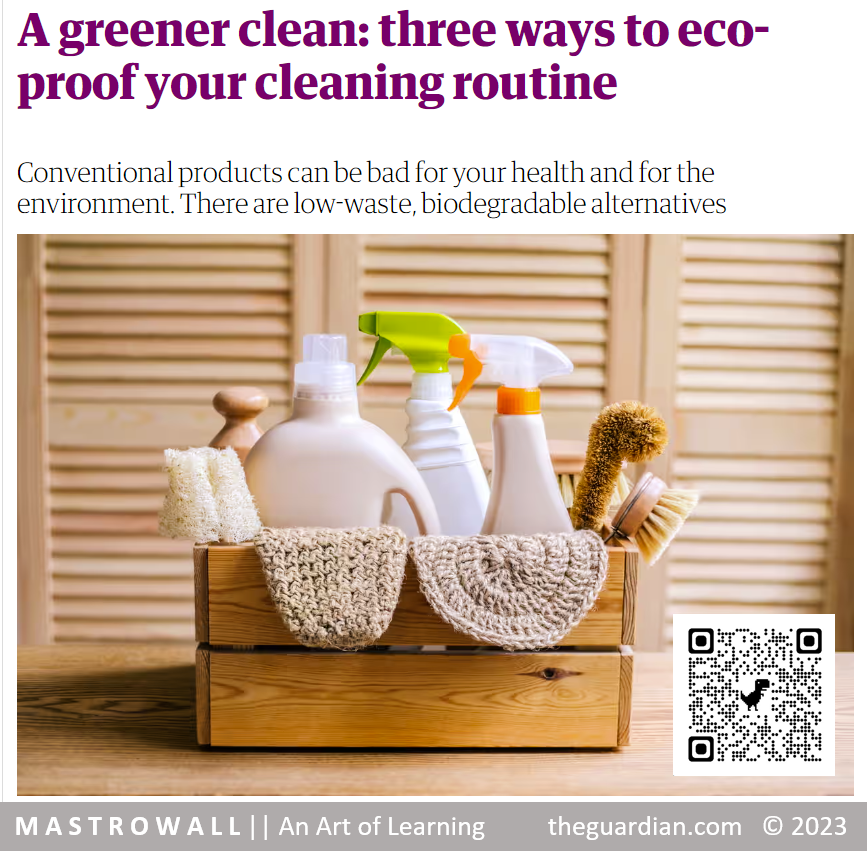 A greener clean: three ways to eco-
proof your cleaning routine
Conventional products can be bad for your health and for the
environment. There are low-waste, biodegradable alternatives
MASTROWALL || An Art of Learning theguardian.com © 2023